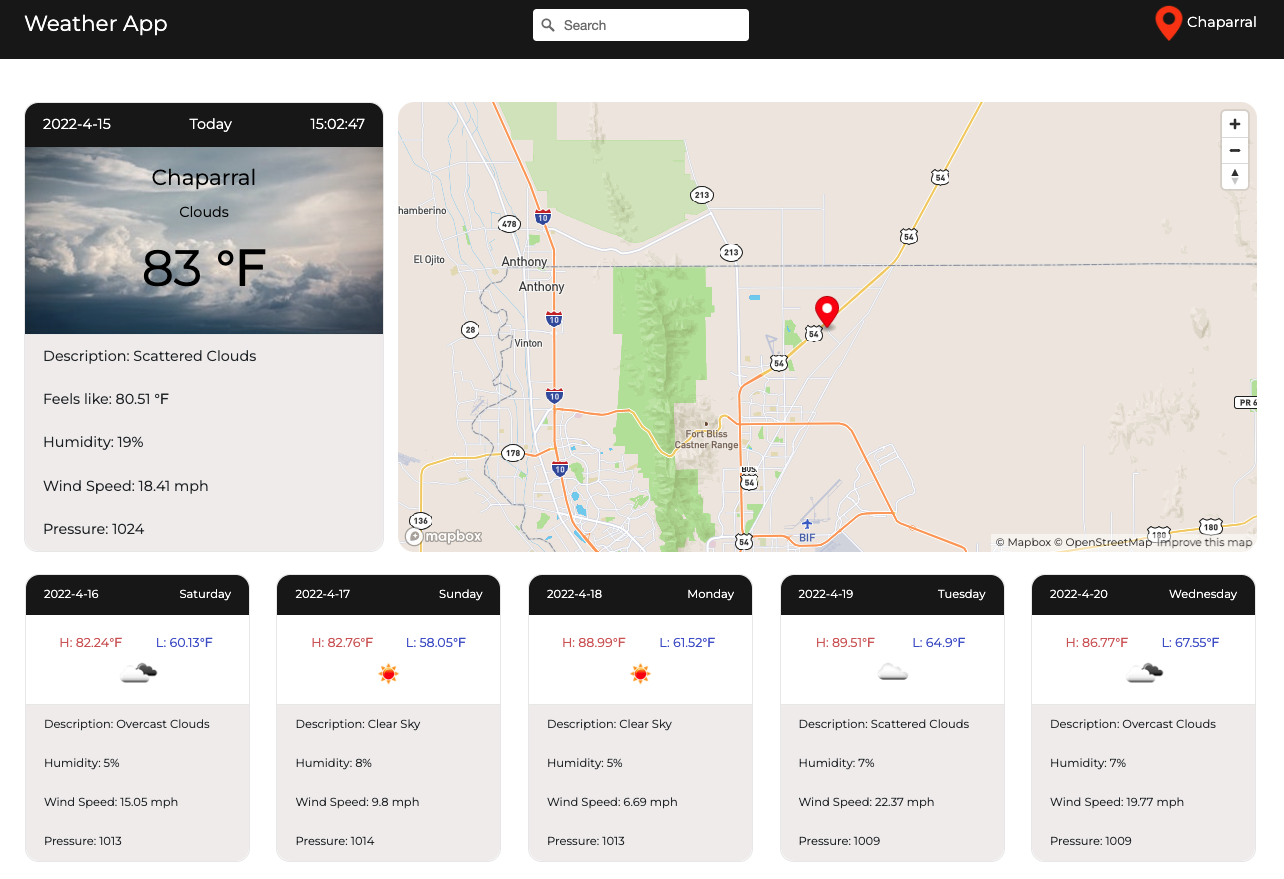 Weather App
Search
Chaparral
2022-4-15 Today 15:02:47
Chaparral
Clouds
83 °F
Description: Scattered Clouds
Feels like: 80.51 °F
Humidity: 19%
Wind Speed: 18.41 mph
Pressure: 1024
54
213
hamberino
10
478
54
213
El Ojito
Anthony
Anthony
10
28
54
Vinton
54
10
PR 6
Fort Bliss
Castner Range
178
10
BUS.
54
136
BIF
180
180
54
mapbox
© Mapbox © OpenStreetMap Improve this map
2022-4-16 Saturday
H: 82.24°F L: 60.13°F
Description: Overcast Clouds
Humidity: 5%
Wind Speed: 15.05 mph
Pressure: 1013
2022-4-17 Sunday
H: 82.76°F L: 58.05°F
Description: Clear Sky
Humidity: 8%
Wind Speed: 9.8 mph
Pressure: 1014
2022-4-18 Monday
H: 88.99°F L: 61.52°F
Description: Clear Sky
Humidity: 5%
Wind Speed: 6.69 mph
Pressure: 1013
2022-4-19 Tuesday
H: 89.51°F L: 64.9°F
Description: Scattered Clouds
Humidity: 7%
Wind Speed: 22.37 mph
Pressure: 1009
2022-4-20 Wednesday
H: 86.77°F L: 67.55°F
Description: Overcast Clouds
Humidity: 7%
Wind Speed: 19.77 mph
Pressure: 1009